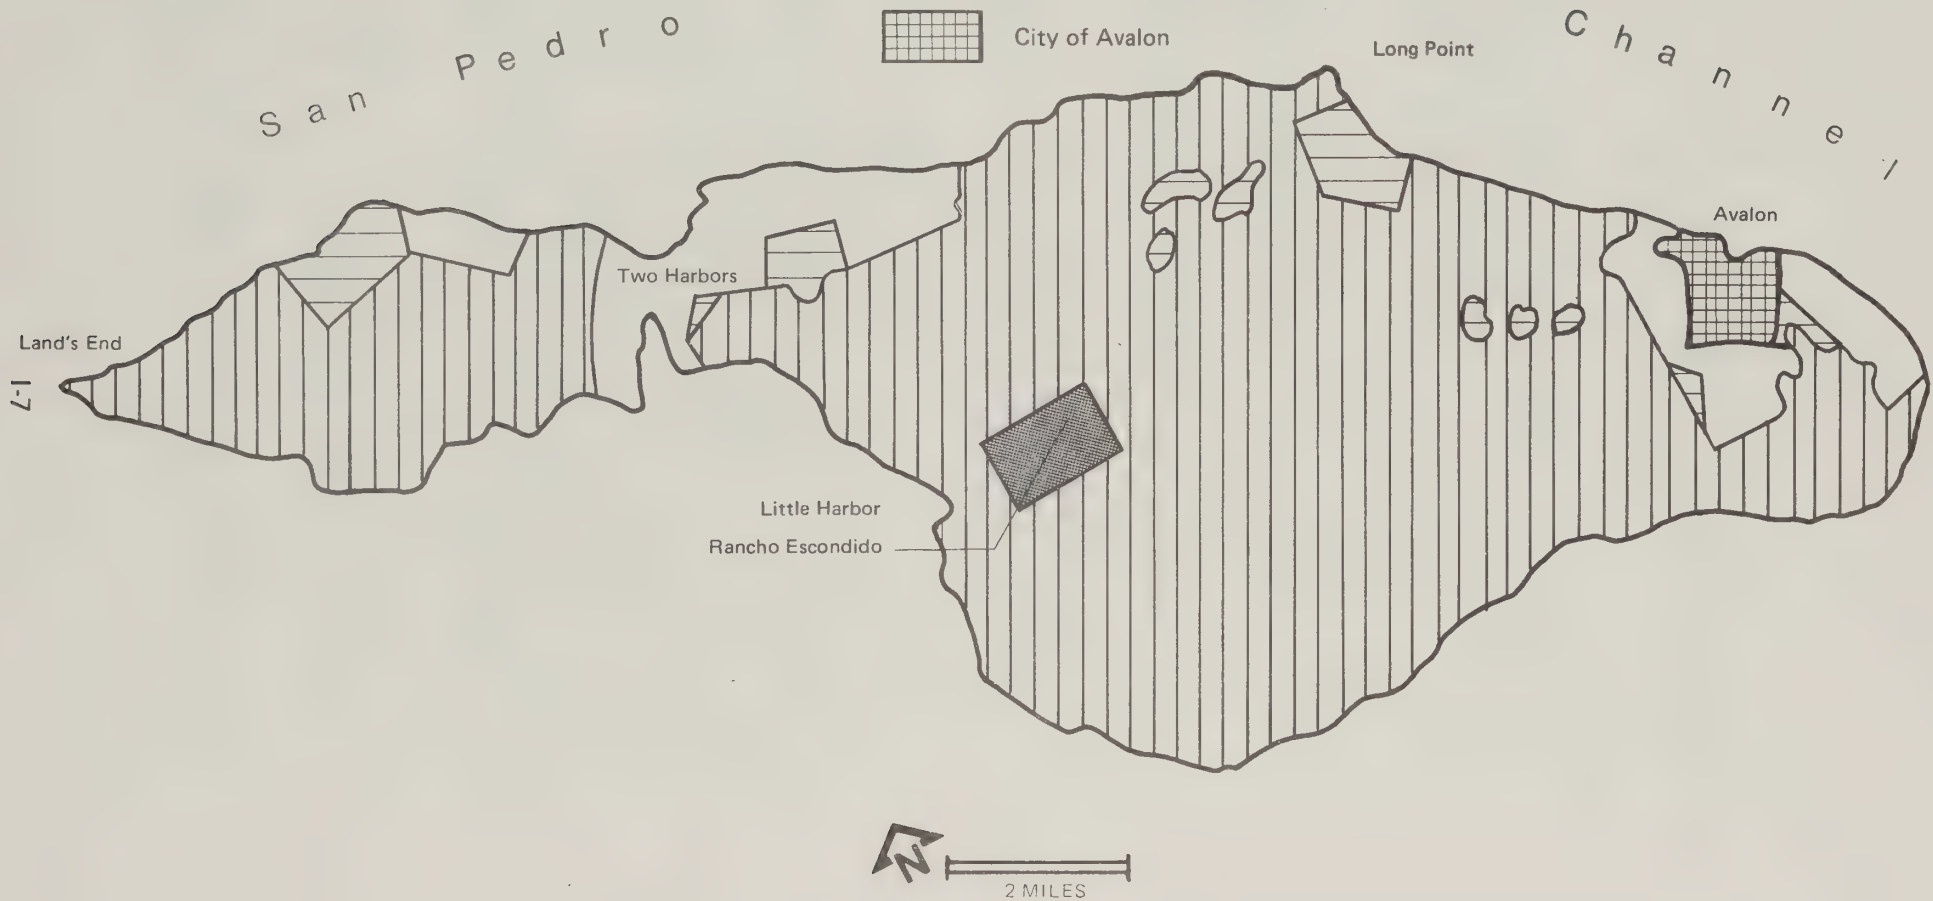 San Pedro Channel
City of Avalon
Long Point
Avalon
Two Harbors
Land's End
I-7
Little Harbor
Rancho Escondido
N
2 MILES